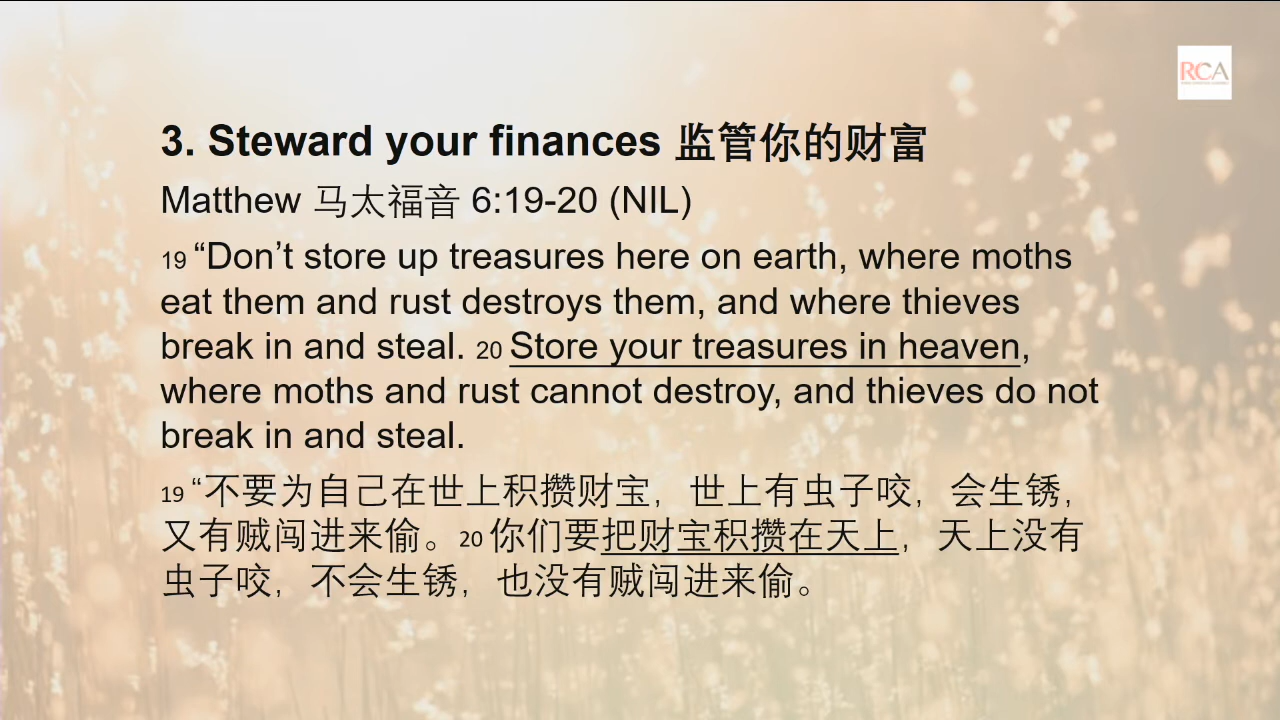 RCA
3. Steward your finances 监管你的财富
Matthew 马太福音 6:19-20 (NIL)
19 “Don’t store up treasures here on earth, where moths
eat them and rust destroys them, and where thieves
break in and steal. 20 Store your treasures in heaven,
where moths and rust cannot destroy, and thieves do not
break in and steal.
19 “不要为自己在世上积攒财宝，世上有虫子咬，会生锈，
又有贼闯进来偷。20 你们要把财宝积攒在天上，天上没有
虫子咬，不会生锈，也没有贼闯进来偷。